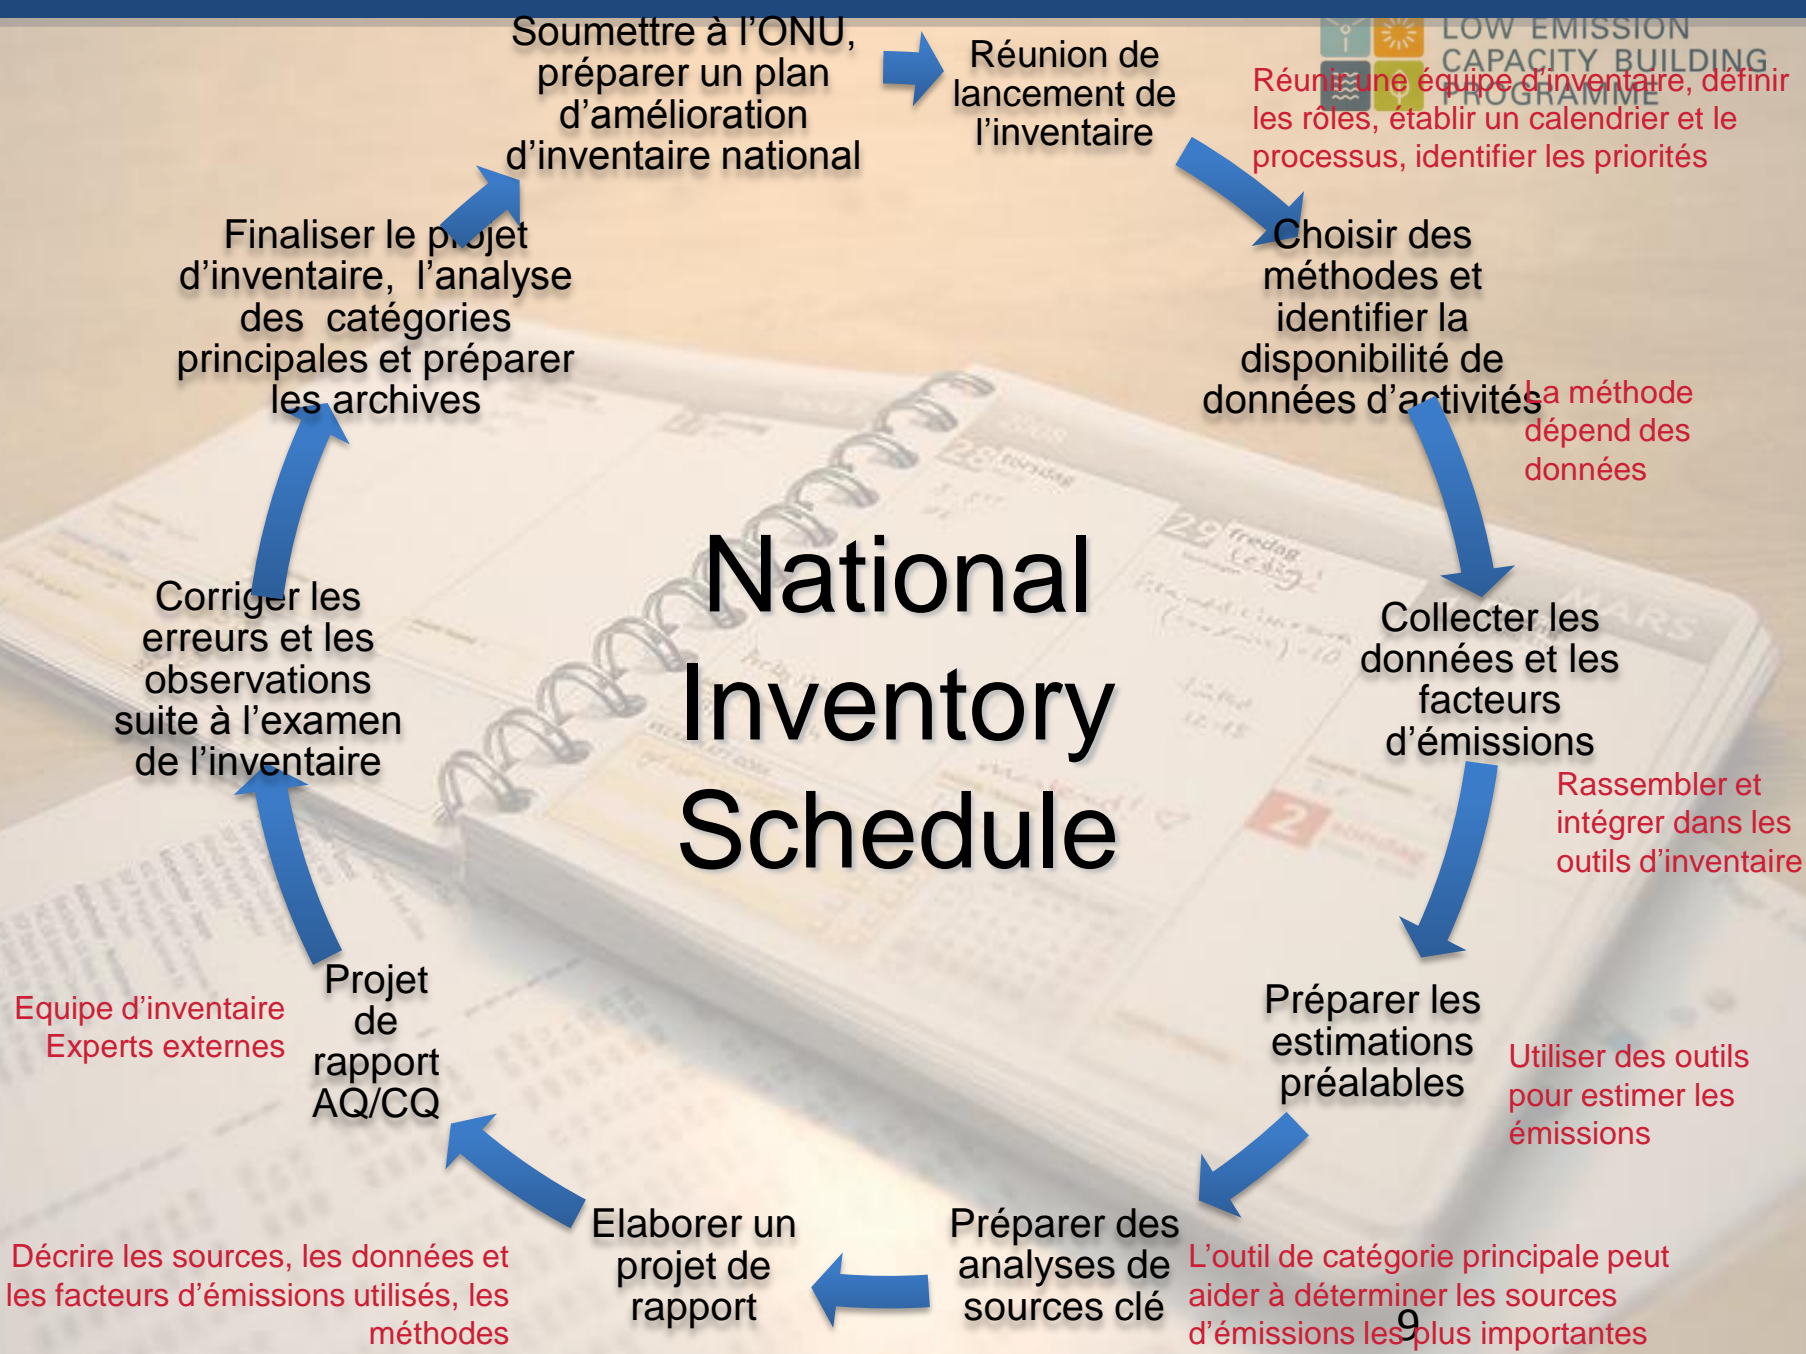 Soumettre à l’ONU,
préparer un plan
d’amélioration
d’inventaire national
Réunion de
lancement de
l’inventaire
LOW EMISSION
CAPACITY BUILDING
PROGRAMME
Réunir une équipe d’inventaire, définir
les rôles, établir un calendrier et le
processus, identifier les priorités
Choisir des
méthodes et
identifier la
disponibilité de
données d’activités
La méthode
dépend des
données
Collecter les
données et les
facteurs
d’émissions
Rassembler et
intégrer dans les
outils d’inventaire
Préparer les
estimations
préalables
Utiliser des outils
pour estimer les
émissions
Préparer des
analyses de
sources clé
L’outil de catégorie principale peut
aider à déterminer les sources
d’émissions les plus importantes
Elaborer un
projet de
rapport
Décrire les sources, les données et
les facteurs d’émissions utilisés, les
méthodes
Projet
de
rapport
AQ/CQ
Equipe d’inventaire
Experts externes
Corriger les
erreurs et les
observations
suite à l’examen
de l’inventaire
Finaliser le projet
d’inventaire, l’analyse
des catégories
principales et préparer
les archives
National
Inventory
Schedule
28 torsdag
29 fredag
MARS
2 søndag
9